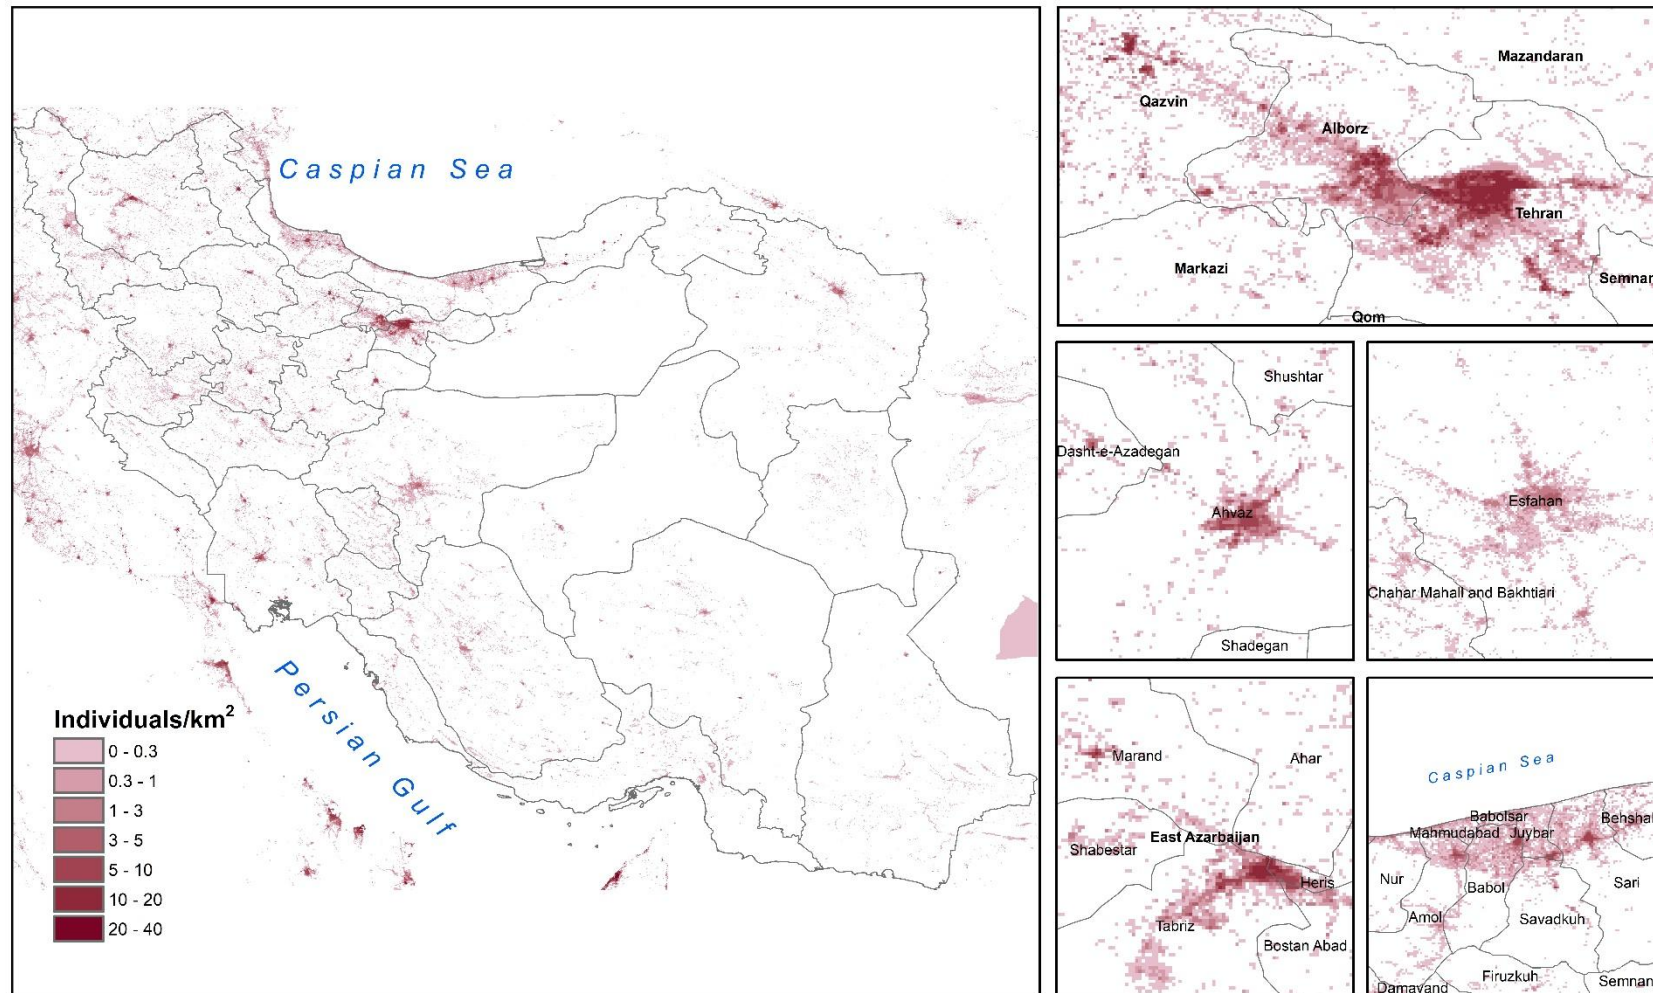 Caspian Sea
Persian Gulf
Individuals/km²
0 - 0.3
0.3 - 1
1 - 3
3 - 5
5 - 10
10 - 20
20 - 40
Mazandaran
Qazvin
Alborz
Tehran
Markazi
Semnan
Qom
Shushtar
Dasht-e-Azadegan
Ahvaz
Shadegan
Esfahan
Chahar Mahall and Bakhtiari
Marand
Ahar
East Azarbaijan
Shabestar
Heris
Tabriz
Bostan Abad
Caspian Sea
Babolsar
Behshah
Mahmudabad Juybar
Nur
Babol
Sari
Amol
Savadkuh
Firuzkuh
Semnan
Damavand